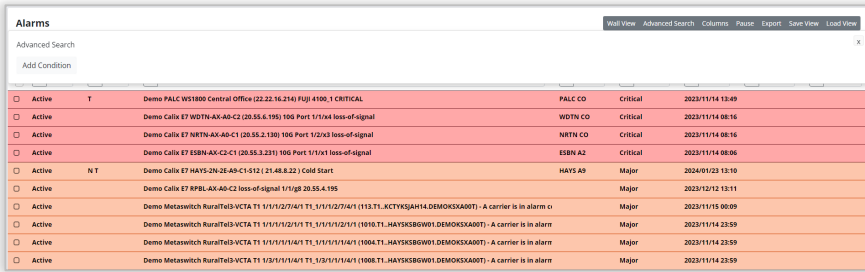 Alarms
Wall View Advanced Search Columns Pause Export Save View Load View
Advanced Search
x
Add Condition
Active T Demo PALC WS1800 Central Office (22.22.16.214) FUJI 4100_1 CRITICAL PALC CO Critical 2023/11/14 13:49
Active Demo Calix E7 WDTN-AX-A0-C2 (20.55.6.195) 10G Port 1/1/x4 loss-of-signal WDTN CO Critical 2023/11/14 08:16
Active Demo Calix E7 NRTN-AX-A0-C1 (20.55.2.130) 10G Port 1/2/x3 loss-of-signal NRTN CO Critical 2023/11/14 08:16
Active Demo Calix E7 ESBN-AX-C2-C1 (20.55.3.231) 10G Port 1/1/x1 loss-of-signal ESBN A2 Critical 2023/11/14 08:06
Active N T Demo Calix E7 HAYS-2N-2E-A9-C1-S12 ( 21.48.8.22 ) Cold Start HAYS A9 Major 2024/01/23 13:10
Active Demo Calix E7 RPBL-AX-A0-C2 loss-of-signal 1/1/g8 20.55.4.195 Major 2023/12/12 13:11
Active Demo Metaswitch RuralTel3-VCTA T1 1/1/1/2/7/4/1 T1_1/1/1/2/7/4/1 (113.T1..KCTYKSJAH14.DEMOKSXA00T) - A carrier is in alarm co Major 2023/11/15 00:09
Active Demo Metaswitch RuralTel3-VCTA T1 1/1/1/1/2/1/1 T1_1/1/1/1/2/1/1 (1010.T1..HAYSKSBGW01.DEMOKSXA00T) - A carrier is in alarm Major 2023/11/14 23:59
Active Demo Metaswitch RuralTel3-VCTA T1 1/1/1/1/1/4/1 T1_1/1/1/1/1/4/1 (1004.T1..HAYSKSBGW01.DEMOKSXA00T) - A carrier is in alarm Major 2023/11/14 23:59
Active Demo Metaswitch RuralTel3-VCTA T1 1/3/1/1/1/4/1 T1_1/3/1/1/1/4/1 (1008.T1..HAYSKSBGW01.DEMOKSXA00T) - A carrier is in alarm Major 2023/11/14 23:59